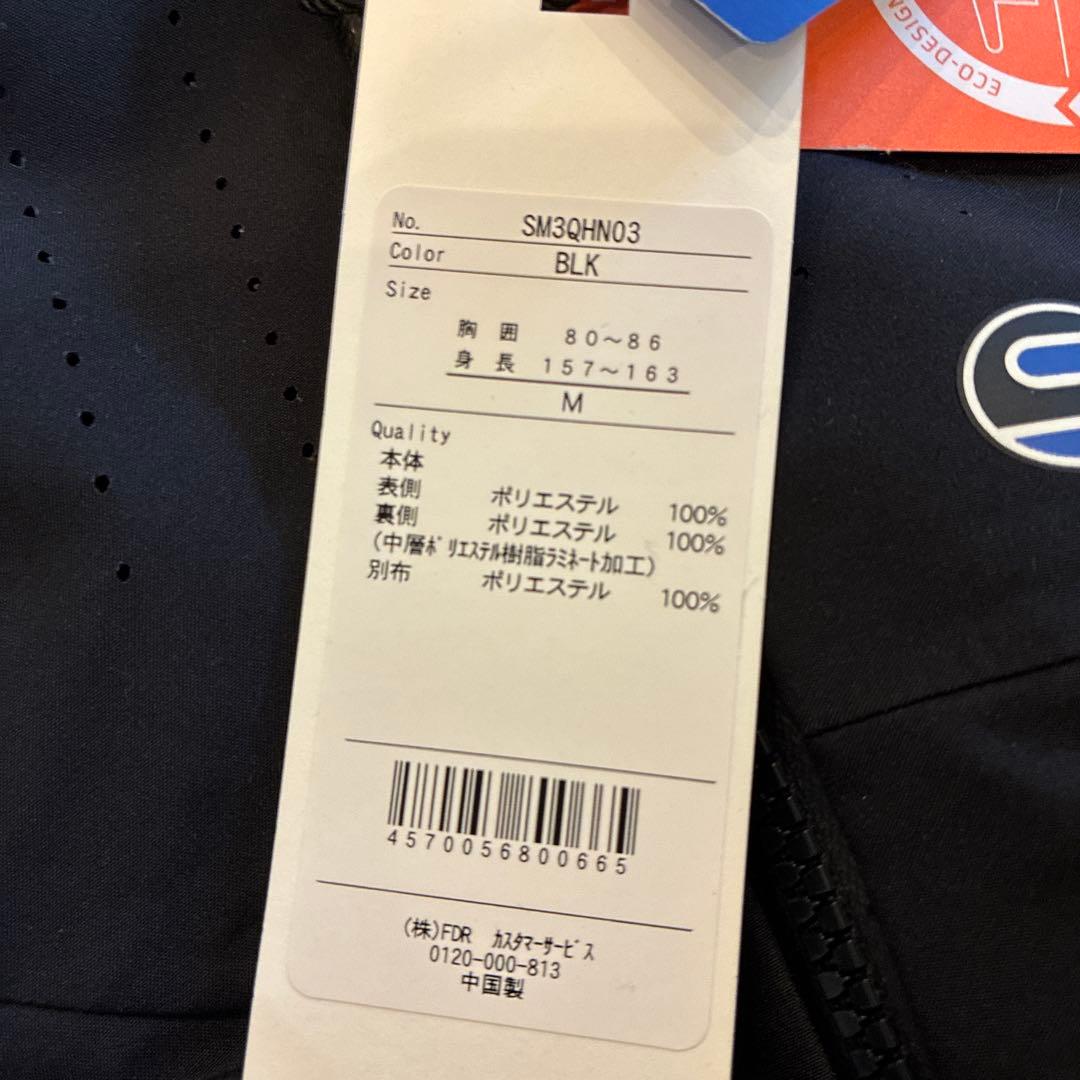 ECO-DESIGN
No. SM3QHN03
Color BLK
Size
胸 囲 80～86
身 長 157～163
M
Quality
本体
表側 ポリエステル 100%
裏側 ポリエステル 100%
(中層ﾎﾟﾘｴｽﾃﾙ樹脂ﾗﾐﾈｰﾄ加工)
別布 ポリエステル 100%
4570056800665
(株)FDR ｶｽﾀﾏｰｻｰﾋﾞｽ
0120-000-813
中国製